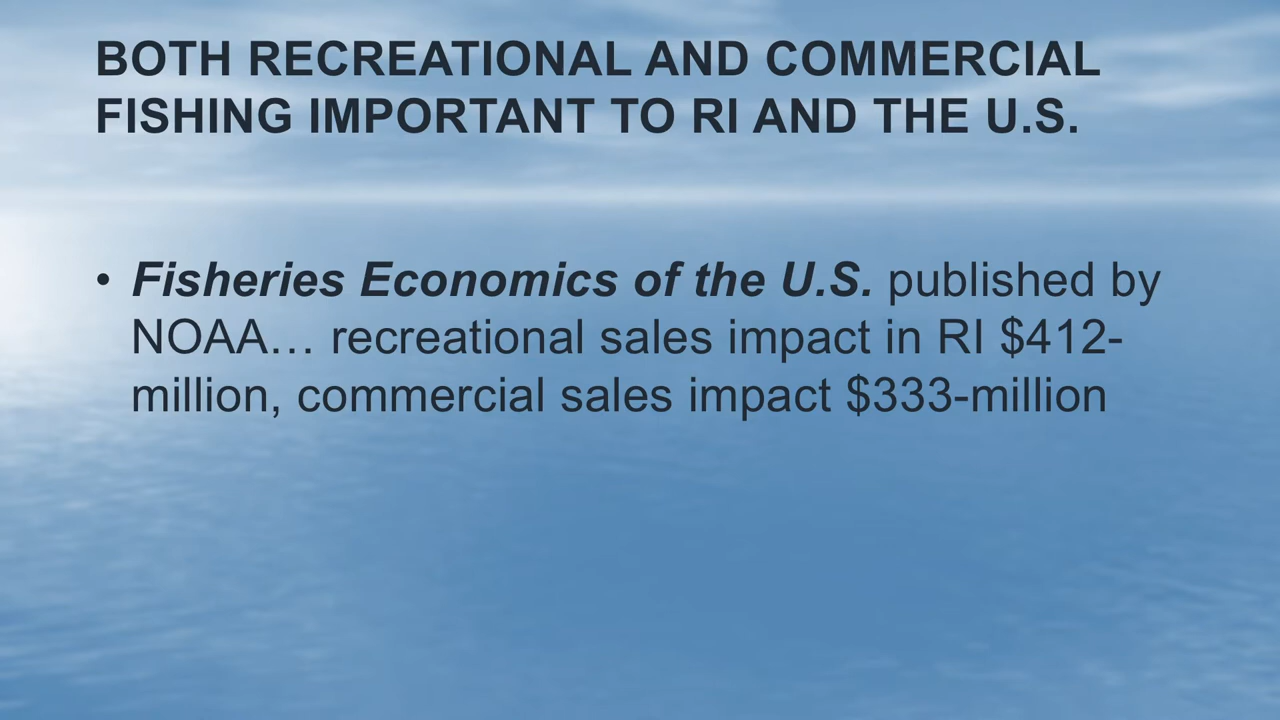 BOTH RECREATIONAL AND COMMERCIAL
FISHING IMPORTANT TO RI AND THE U.S.
• Fisheries Economics of the U.S. published by
NOAA… recreational sales impact in RI $412-
million, commercial sales impact $333-million